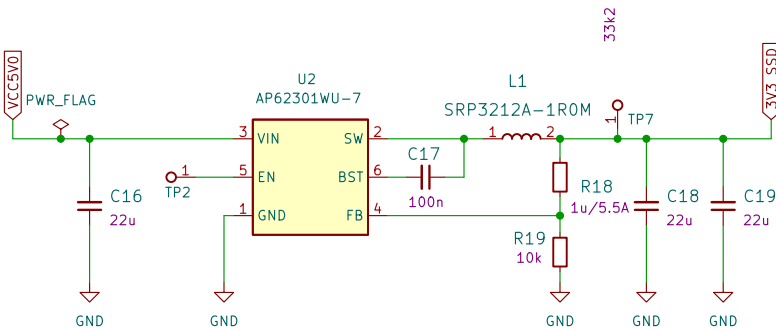 33k2
VCC5V0
PWR_FLAG
U2
AP62301WU-7
L1
SRP3212A-1R0M
3V3_SSD
1
TP7
3
VIN
SW
2
1
2
C17
1
TP2
5
EN
BST
6
100n
C16
22u
R18
1u/5.5A
C18
22u
C19
22u
1
GND
FB
4
R19
10k
GND
GND
GND
GND
GND